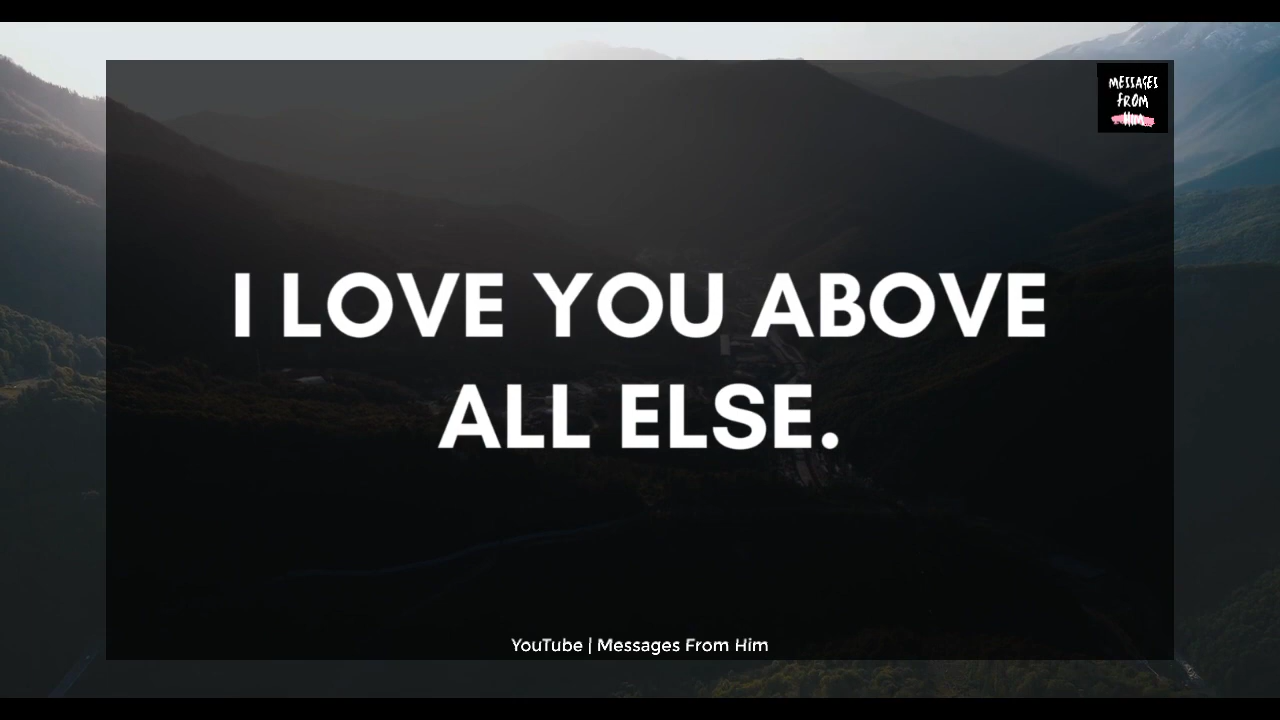 MESSAGES
FROM
HIM
I LOVE YOU ABOVE
ALL ELSE.
YouTube | Messages From Him